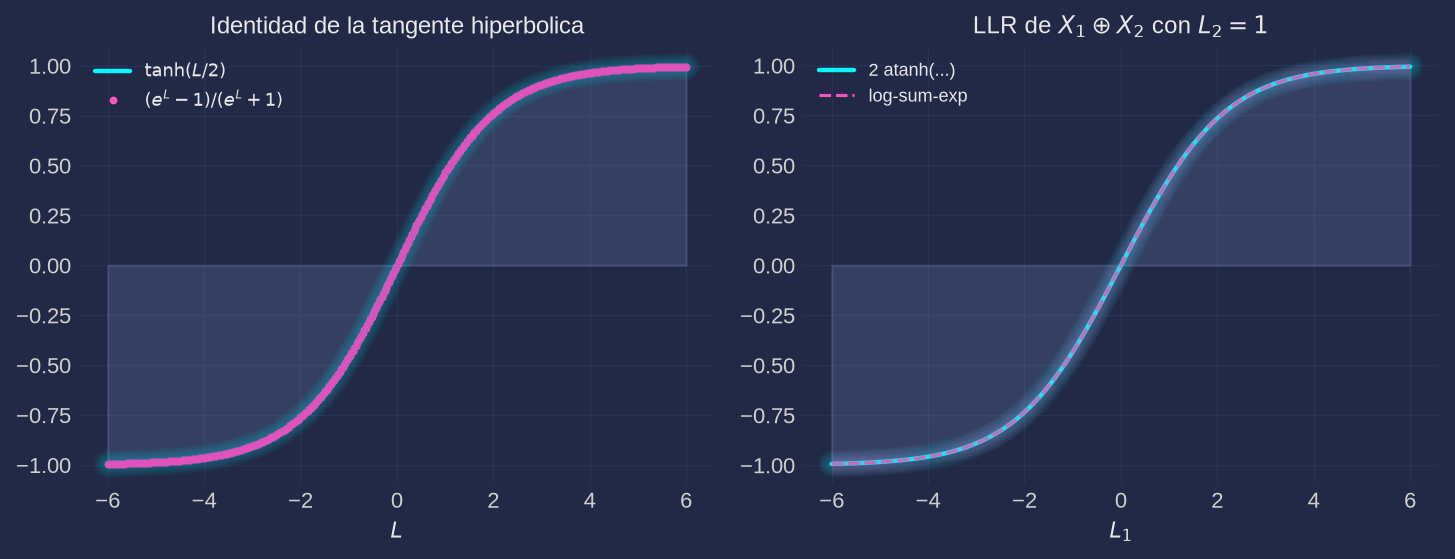 Identidad de la tangente hiperbolica
tanh(L/2)
(e^L − 1)/(e^L + 1)
1.00
0.75
0.50
0.25
0.00
−0.25
−0.50
−0.75
−1.00
−6 −4 −2 0 2 4 6
L
LLR de X₁ ⊕ X₂ con L₂ = 1
2 atanh(...)
log-sum-exp
1.00
0.75
0.50
0.25
0.00
−0.25
−0.50
−0.75
−1.00
−6 −4 −2 0 2 4 6
L₁